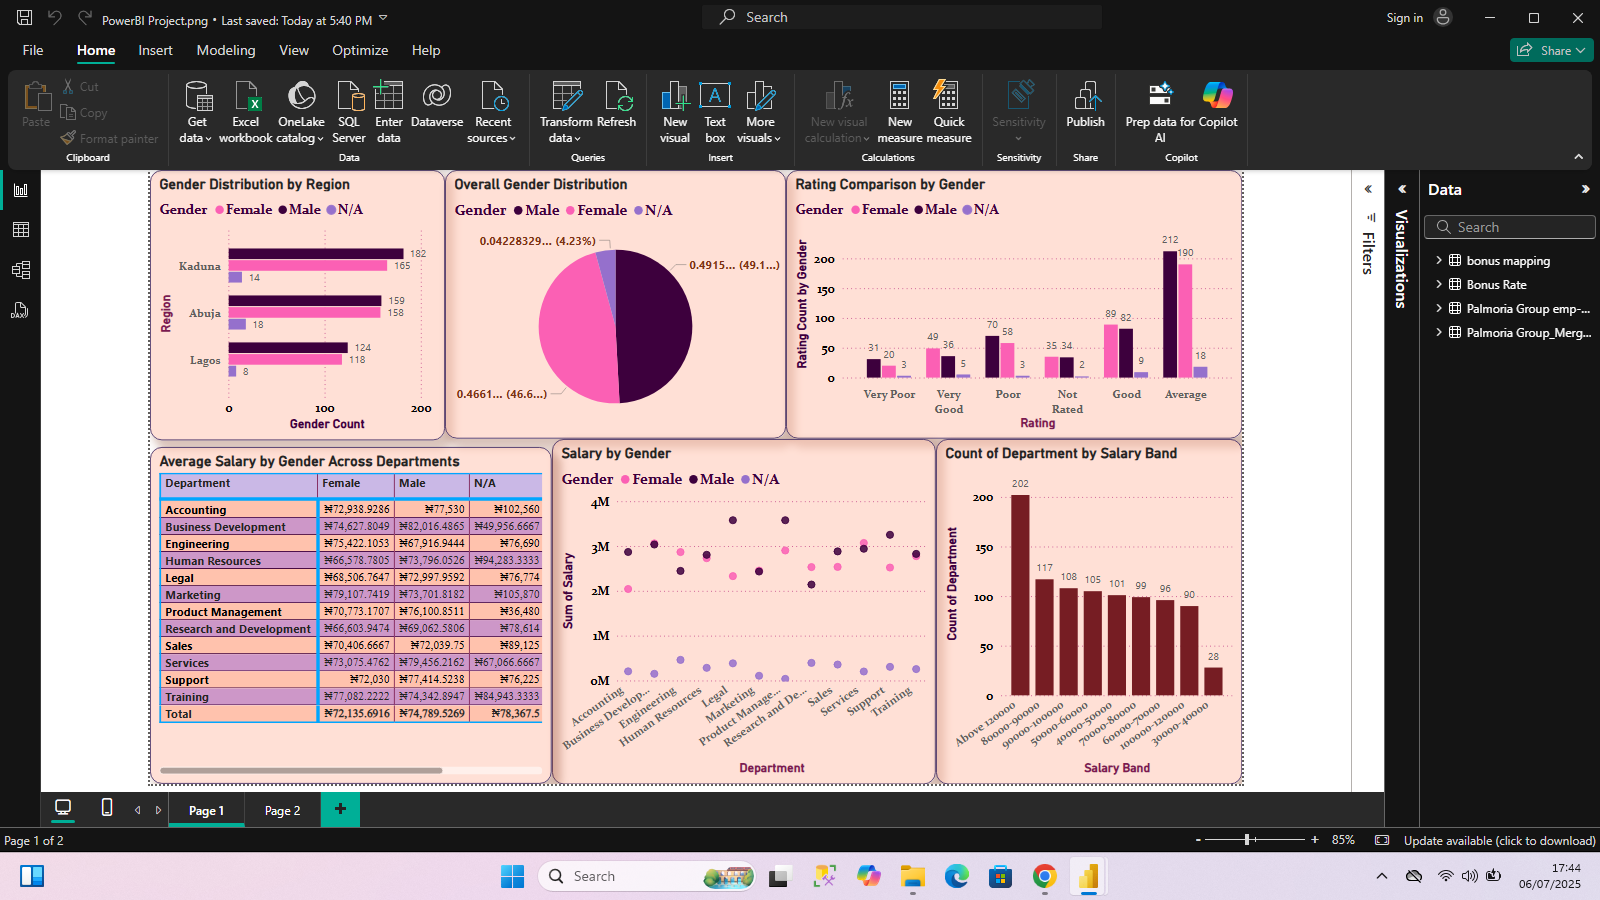 PowerBI Project.png • Last saved: Today at 5:40 PM
Search
Sign in
File Home Insert Modeling View Optimize Help
Share
Paste
Cut
Copy
Format painter
Clipboard
Get data
Excel workbook
OneLake catalog
SQL Server
Enter data
Dataverse
Recent sources
Data
Transform data
Refresh
Queries
New visual
Text box
More visuals
Insert
New visual calculation
New measure
Quick measure
Calculations
Sensitivity
Sensitivity
Publish
Share
Prep data for AI
Copilot
Copilot
Gender Distribution by Region
Gender Female Male N/A
Region
Kaduna
182
165
14
Abuja
159
158
18
Lagos
124
118
8
0 100 200
Gender Count
Overall Gender Distribution
Gender Male Female N/A
0.04228329... (4.23%)
0.4915... (49.1...)
0.4661... (46.6...)
Rating Comparison by Gender
Gender Female Male N/A
Rating Count by Gender
200
150
100
50
0
31 20 3
49 36 5
70 58 3
35 34 2
89 82 9
212 190 18
Very Poor
Very Good
Poor
Not Rated
Good
Average
Rating
Average Salary by Gender Across Departments
Department Female Male N/A
Accounting ₦72,938.9286 ₦77,530 ₦102,560
Business Development ₦74,627.8049 ₦82,016.4865 ₦49,956.6667
Engineering ₦75,422.1053 ₦67,916.9444 ₦76,690
Human Resources ₦66,578.7805 ₦73,796.0526 ₦94,283.3333
Legal ₦68,506.7647 ₦72,997.9592 ₦76,774
Marketing ₦79,107.7419 ₦73,701.8182 ₦105,870
Product Management ₦70,773.1707 ₦76,100.8511 ₦36,480
Research and Development ₦66,603.9474 ₦69,062.5806 ₦78,614
Sales ₦70,406.6667 ₦72,039.75 ₦89,125
Services ₦73,075.4762 ₦79,456.2162 ₦67,066.6667
Support ₦72,030 ₦77,414.5238 ₦76,225
Training ₦77,082.2222 ₦74,342.8947 ₦84,943.3333
Total ₦72,135.6916 ₦74,789.5269 ₦78,367.5
Salary by Gender
Gender Female Male N/A
Sum of Salary
4M
3M
2M
1M
0M
Accounting
Business Develop...
Engineering
Human Resources
Legal
Marketing
Product Manage...
Research and De...
Sales
Services
Support
Training
Department
Count of Department by Salary Band
Count of Department
200
150
100
50
0
202
117
108
105
101
99
96
90
28
Above 120000
80000-90000
90000-100000
50000-60000
40000-50000
70000-80000
60000-70000
100000-120000
30000-40000
Salary Band
Filters
Visualizations
Data
Search
bonus mapping
Bonus Rate
Palmoria Group emp-...
Palmoria Group_Merg...
Page 1
Page 2
Page 1 of 2
- + 85%
Update available (click to download)
Search
17:44
06/07/2025